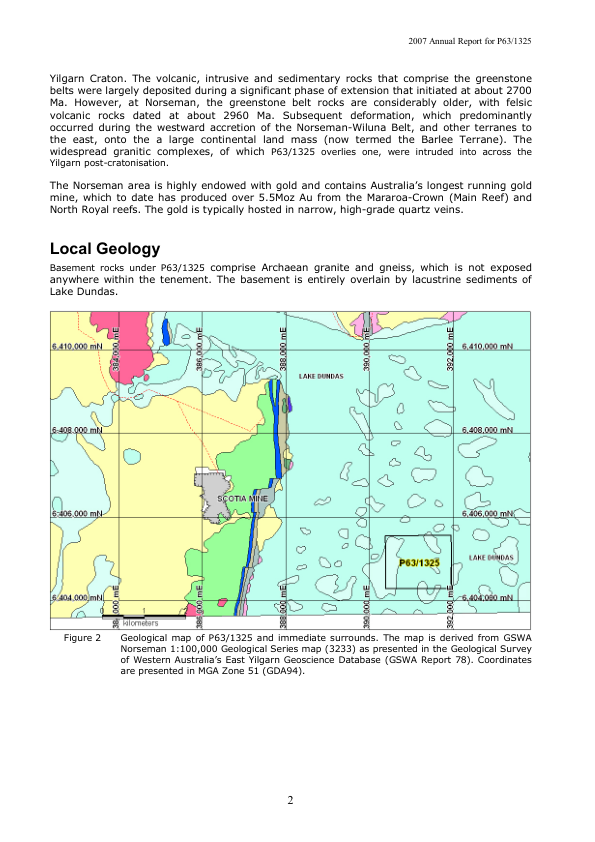 2007 Annual Report for P63/1325
Yilgarn Craton. The volcanic, intrusive and sedimentary rocks that comprise the greenstone
belts were largely deposited during a significant phase of extension that initiated at about 2700
Ma. However, at Norseman, the greenstone belt rocks are considerably older, with felsic
volcanic rocks dated at about 2960 Ma. Subsequent deformation, which predominantly
occurred during the westward accretion of the Norseman-Wiluna Belt, and other terranes to
the east, onto the a large continental land mass (now termed the Barlee Terrane). The
widespread granitic complexes, of which P63/1325 overlies one, were intruded into across the
Yilgarn post-cratonisation.
The Norseman area is highly endowed with gold and contains Australia's longest running gold
mine, which to date has produced over 5.5Moz Au from the Mararoa-Crown (Main Reef) and
North Royal reefs. The gold is typically hosted in narrow, high-grade quartz veins.
Local Geology
Basement rocks under P63/1325 comprise Archaean granite and gneiss, which is not exposed
anywhere within the tenement. The basement is entirely overlain by lacustrine sediments of
Lake Dundas.
384,000 mE
386,000 mE
388,000 mE
390,000 mE
392,000 mE
6,410,000 mN
6,410,000 mN
LAKE DUNDAS
6,408,000 mN
6,408,000 mN
SCOTIA MINE
6,406,000 mN
6,406,000 mN
P63/1325
LAKE DUNDAS
6,404,000 mN
6,404,000 mN
0 1
kilometers
384,000 mE
386,000 mE
388,000 mE
390,000 mE
392,000 mE
Figure 2 Geological map of P63/1325 and immediate surrounds. The map is derived from GSWA
Norseman 1:100,000 Geological Series map (3233) as presented in the Geological Survey
of Western Australia's East Yilgarn Geoscience Database (GSWA Report 78). Coordinates
are presented in MGA Zone 51 (GDA94).
2